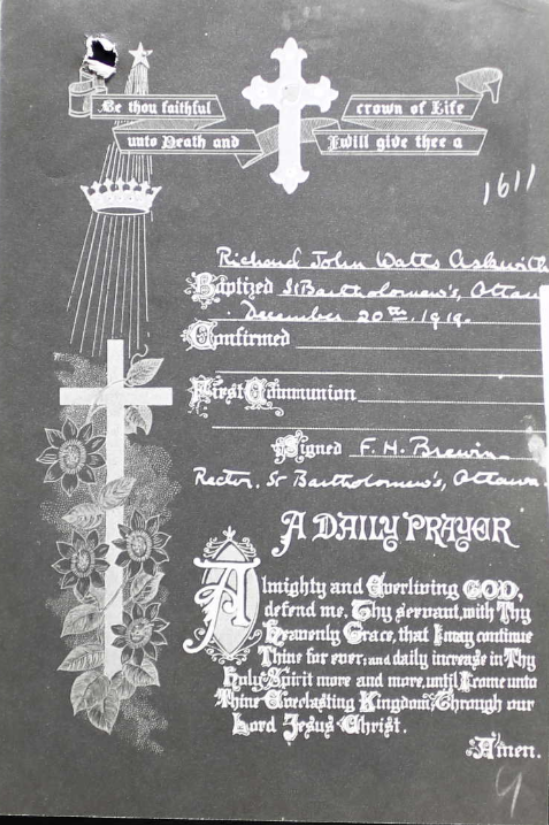 Be thou faithful
unto Death and
I will give thee a
crown of Life
1611
Richard John Watts Askwith
Baptized St Bartholomew's, Ottaw
December 20th. 1919.
Confirmed
First Communion
Signed F. H. Brewin
Rector, St Bartholomew's, Ottawa.
A DAILY PRAYER
Almighty and Everliving GOD,
defend me, Thy servant, with Thy
Heavenly Grace, that I may continue
Thine for ever; and daily increase in Thy
Holy Spirit more and more, until I come unto
Thine Everlasting Kingdom, Through our
Lord Jesus Christ.
Amen.
9